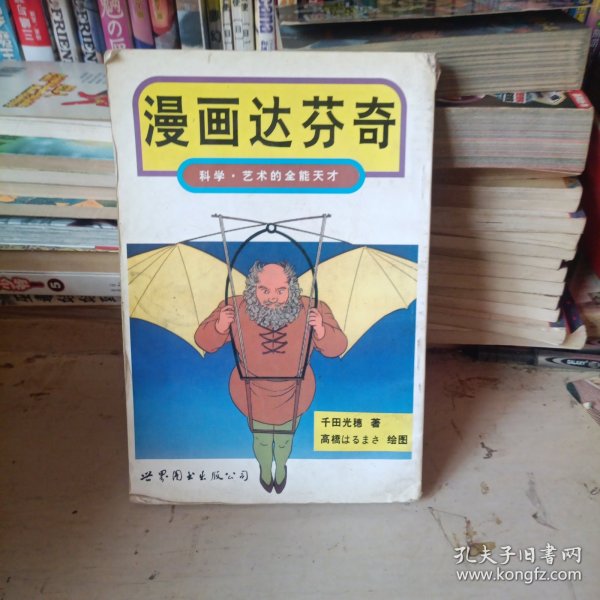 漫画达芬奇
科学·艺术的全能天才
千田光穗 著
高橋はるまさ 绘图
世界图书出版公司
孔夫子旧书网
www.kongfz.com